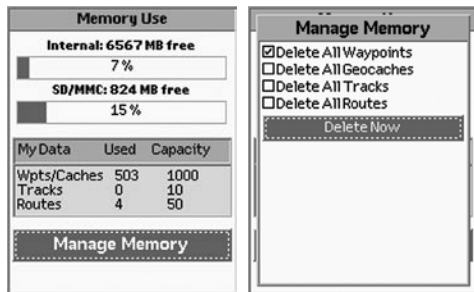 Memory Use
Internal: 6567 MB free
7 %
SD/MMC: 824 MB free
15 %
My Data Used Capacity
Wpts/Caches 503 1000
Tracks 0 10
Routes 4 50
Manage Memory
Manage Memory
Delete All Waypoints
Delete All Geocaches
Delete All Tracks
Delete All Routes
Delete Now